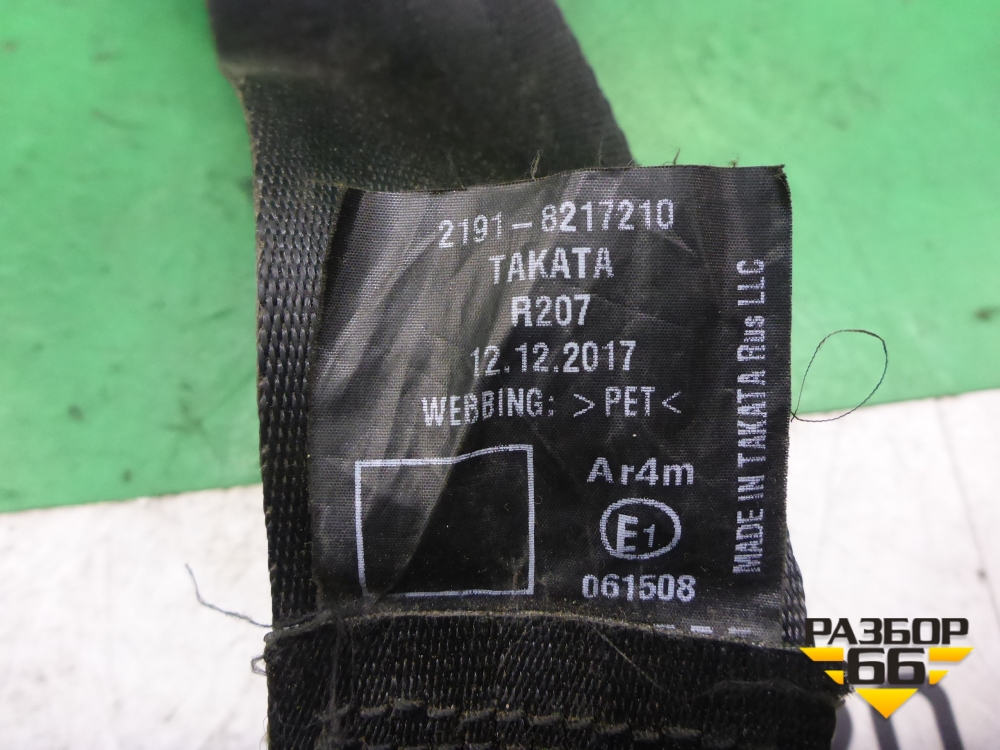 2191-8217210
TAKATA
R207
12.12.2017
WEBBING: >PET<
Ar4m
E1
061508
MADE IN TAKATA Rus LLC
РАЗБОР
66